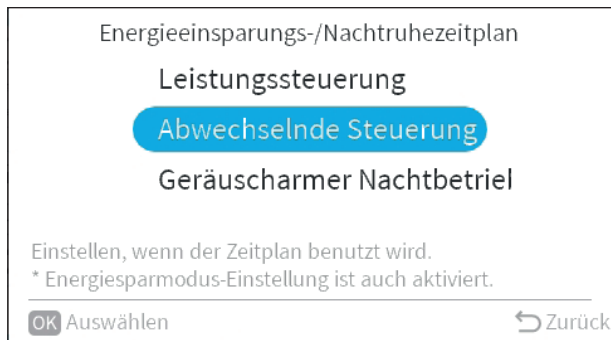 Energieeinsparungs-/Nachtruhezeitplan
Leistungssteuerung
Abwechselnde Steuerung
Geräuscharmer Nachtbetriel
Einstellen, wenn der Zeitplan benutzt wird.
* Energiesparmodus-Einstellung ist auch aktiviert.
OK Auswählen
Zurück